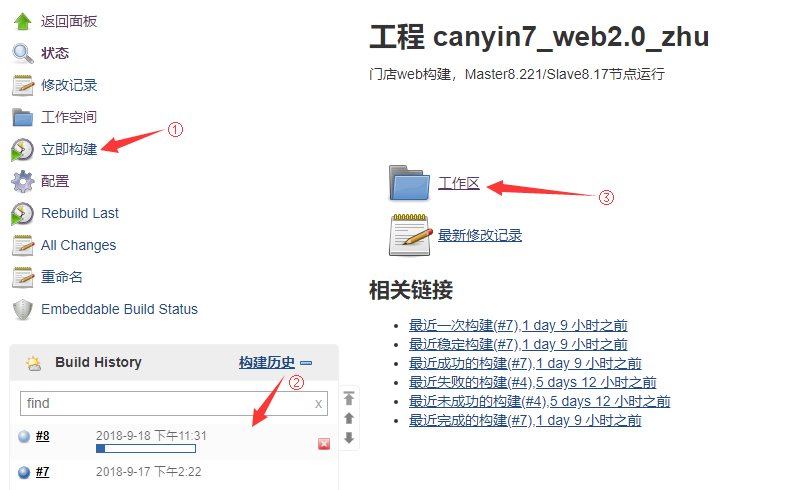 返回面板
状态
修改记录
工作空间
立即构建
①
配置
Rebuild Last
All Changes
重命名
Embeddable Build Status
Build History
构建历史
②
find
x
#8
2018-9-18 下午11:31
#7
2018-9-17 下午2:22
工程 canyin7_web2.0_zhu
门店web构建，Master8.221/Slave8.17节点运行
工作区
③
最新修改记录
相关链接
最近一次构建(#7),1 day 9 小时之前
最近稳定构建(#7),1 day 9 小时之前
最近成功的构建(#7),1 day 9 小时之前
最近失败的构建(#4),5 days 12 小时之前
最近未成功的构建(#4),5 days 12 小时之前
最近完成的构建(#7),1 day 9 小时之前